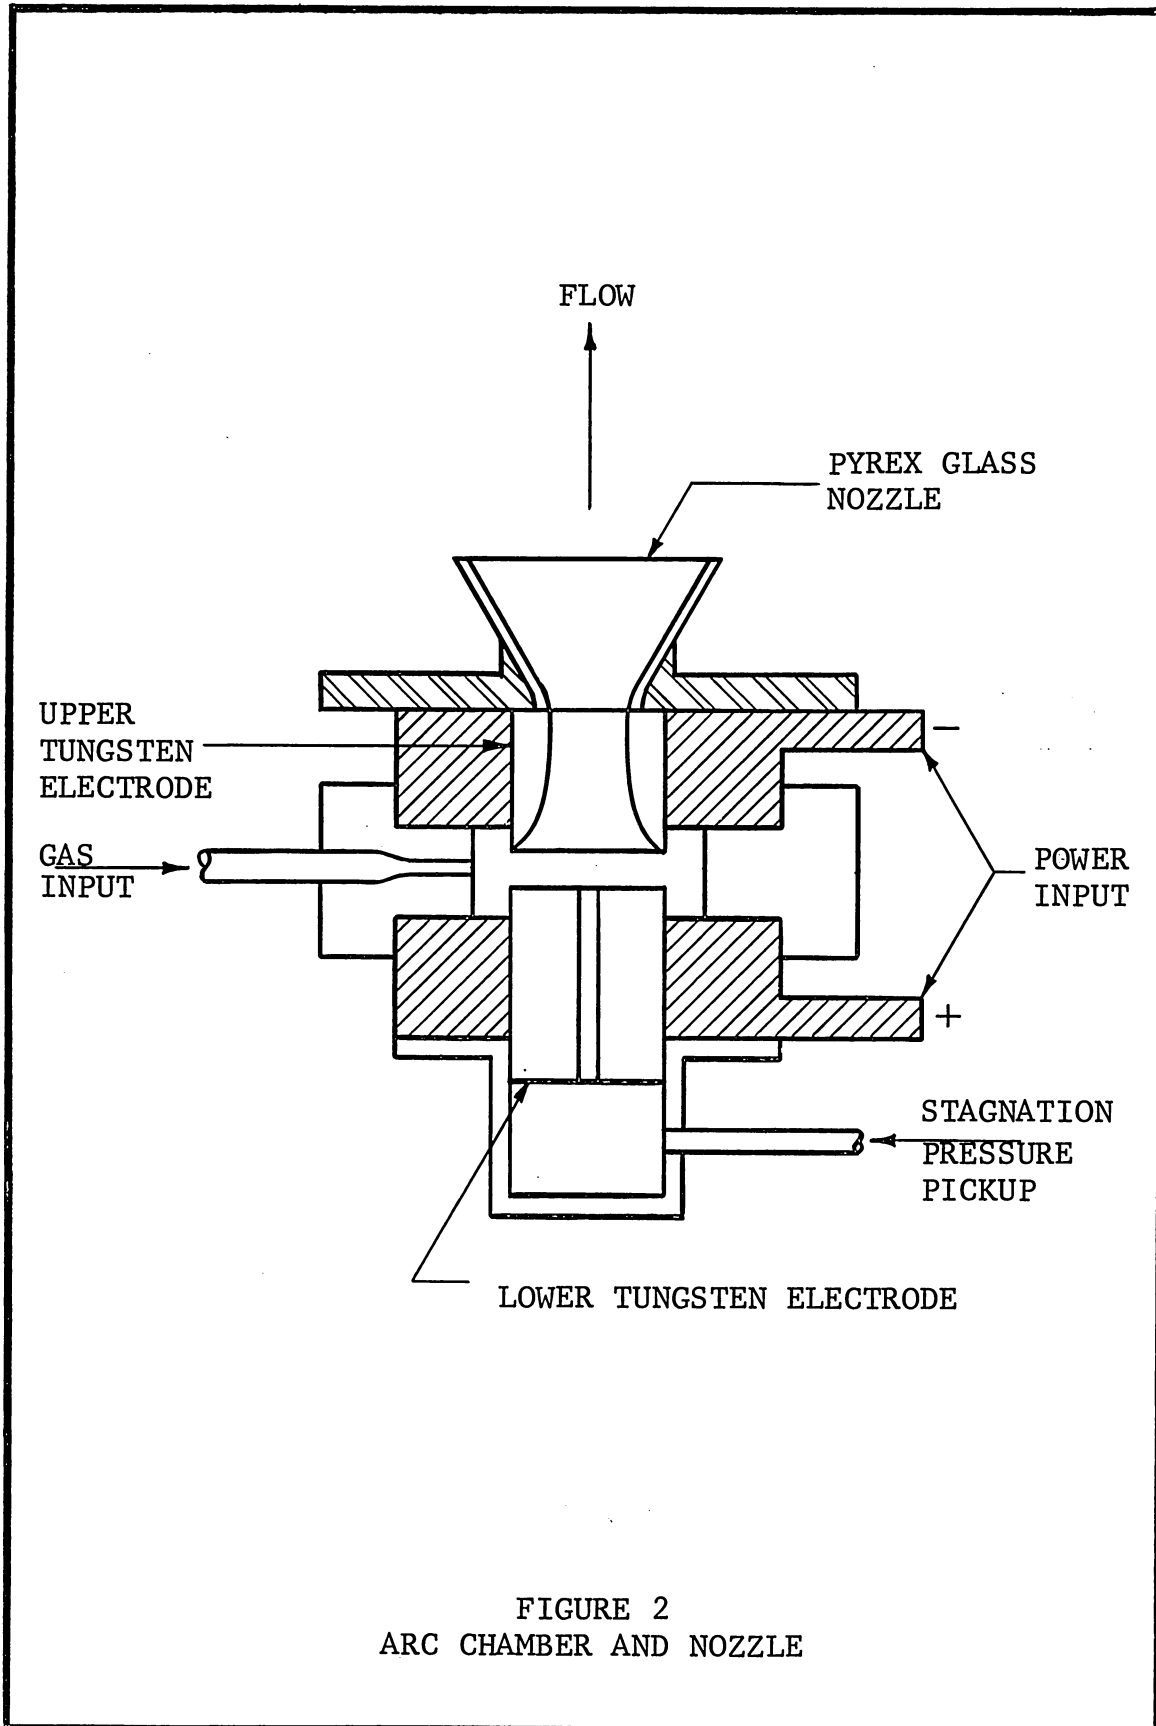 FLOW
PYREX GLASS
NOZZLE
UPPER
TUNGSTEN
ELECTRODE
−
GAS
INPUT
POWER
INPUT
+
STAGNATION
PRESSURE
PICKUP
LOWER TUNGSTEN ELECTRODE
FIGURE 2
ARC CHAMBER AND NOZZLE